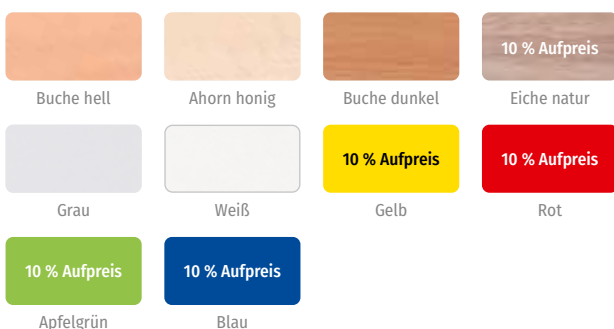 10 % Aufpreis
Buche hell Ahorn honig Buche dunkel Eiche natur
10 % Aufpreis 10 % Aufpreis
Grau Weiß Gelb Rot
10 % Aufpreis 10 % Aufpreis
Apfelgrün Blau